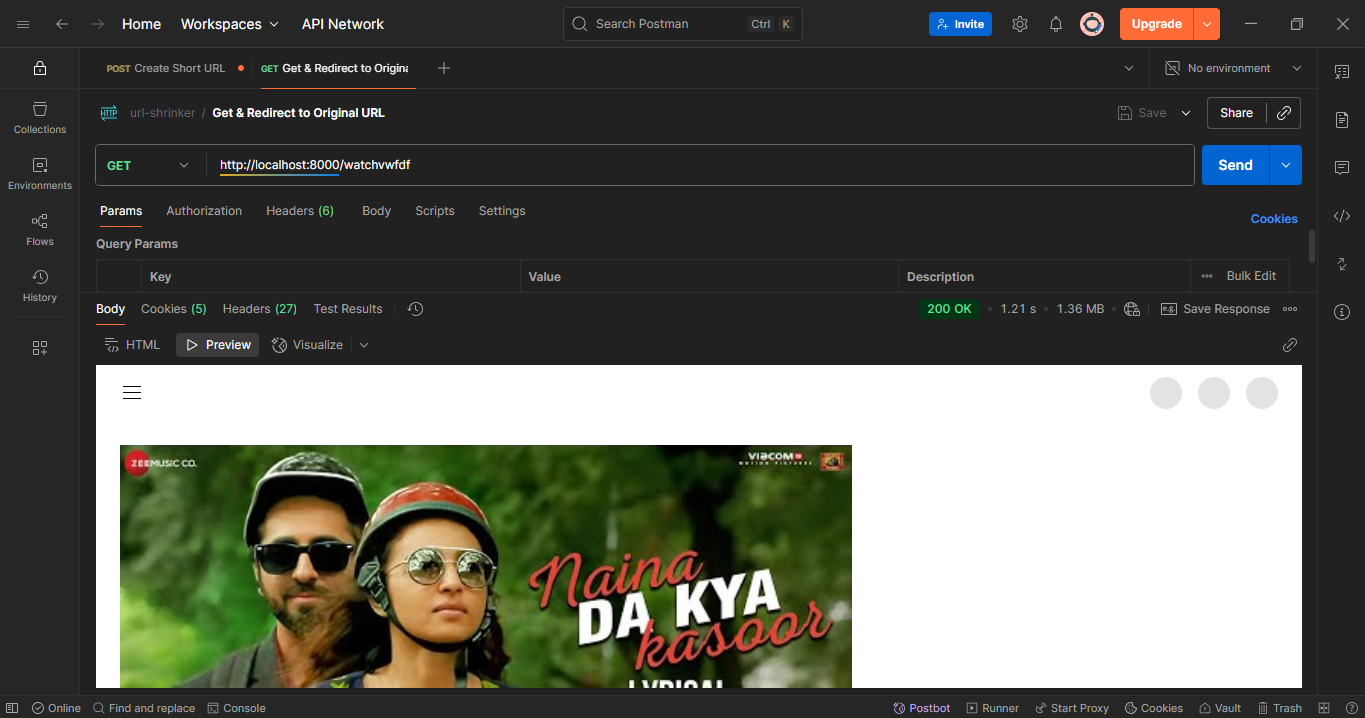 Home Workspaces API Network Search Postman Ctrl K Invite Upgrade
POST Create Short URL GET Get & Redirect to Origina No environment
HTTP url-shrinker / Get & Redirect to Original URL Save Share
Collections
Environments
Flows
History
GET http://localhost:8000/watchvwfdf Send
Params Authorization Headers (6) Body Scripts Settings Cookies
Query Params
Key Value Description Bulk Edit
Body Cookies (5) Headers (27) Test Results 200 OK 1.21 s 1.36 MB e.g. Save Response
HTML Preview Visualize
ZEE MUSIC CO. VIACOM18
MOTION PICTURES
Naina
DA KYA
kasoor
LYRICAL
Online Find and replace Console Postbot Runner Start Proxy Cookies Vault Trash